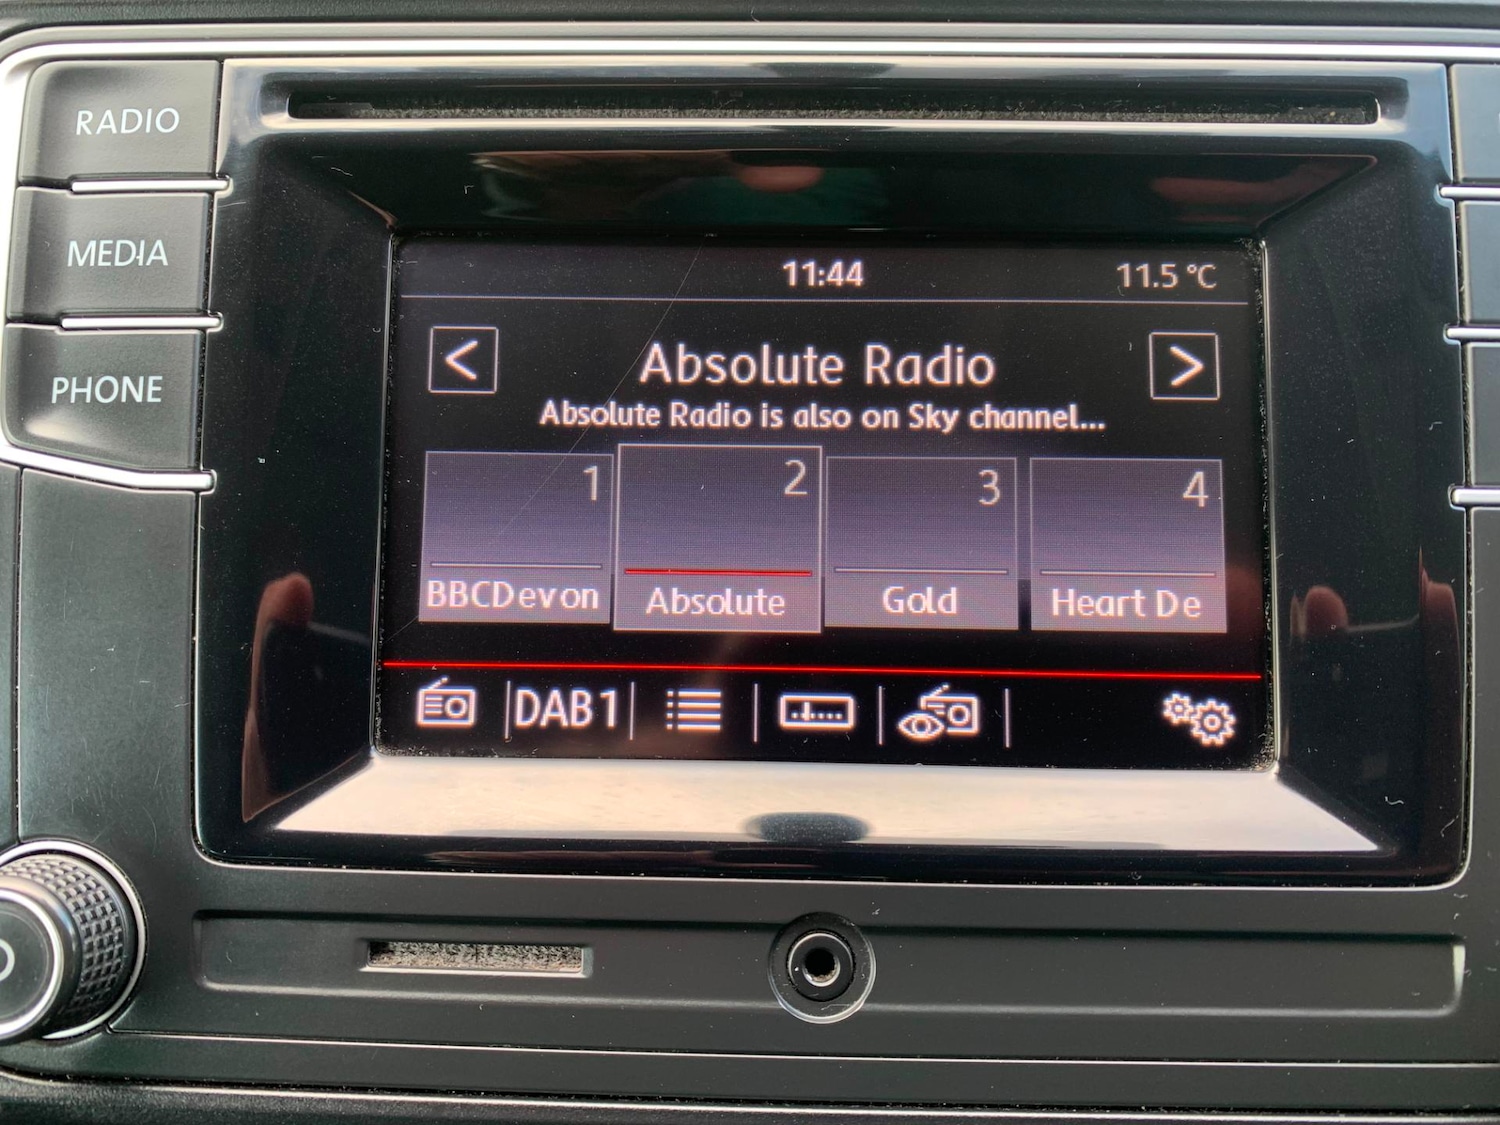 RADIO
MEDIA
PHONE
11:44
11.5 °C
<
Absolute Radio
>
Absolute Radio is also on Sky channel...
1
2
3
4
BBCDevon
Absolute
Gold
Heart De
DAB1